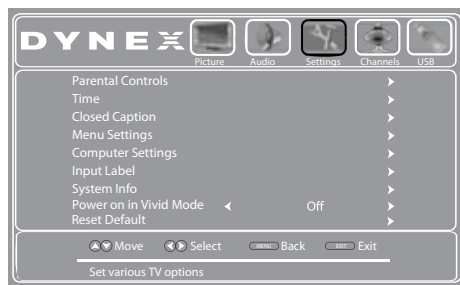 DYNEX
Picture Audio Settings Channels USB
Parental Controls
Time
Closed Caption
Menu Settings
Computer Settings
Input Label
System Info
Power on in Vivid Mode Off
Reset Default
Move Select MENU Back EXIT Exit
Set various TV options